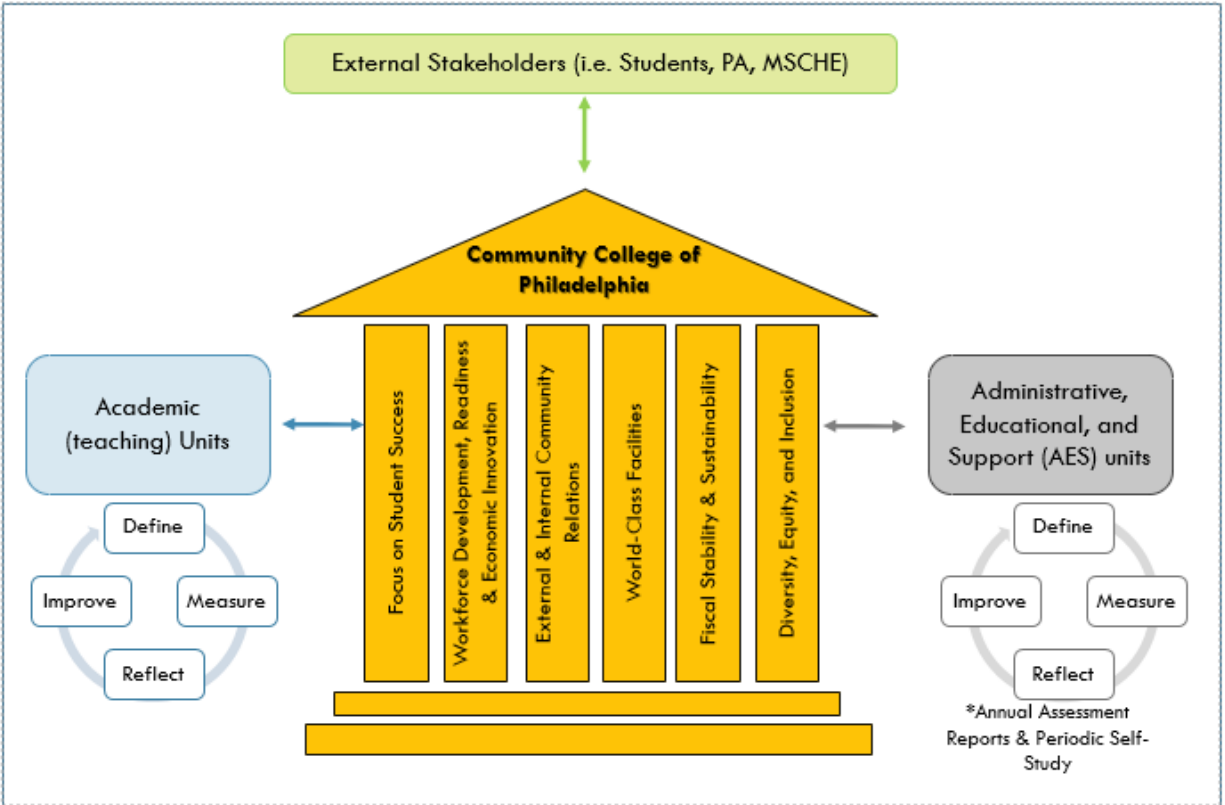 External Stakeholders (i.e. Students, PA, MSCHE)
Community College of
Philadelphia
Academic
(teaching) Units
Define
Measure
Reflect
Improve
Focus on Student Success
Workforce Development, Readiness
& Economic Innovation
External & Internal Community
Relations
World-Class Facilities
Fiscal Stability & Sustainability
Diversity, Equity, and Inclusion
Administrative,
Educational, and
Support (AES) units
Define
Measure
Reflect
Improve
*Annual Assessment
Reports & Periodic Self-
Study